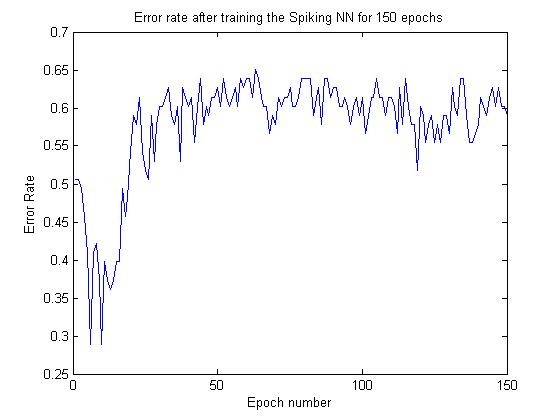 Error rate after training the Spiking NN for 150 epochs
0.7
0.65
0.6
0.55
0.5
0.45
0.4
0.35
0.3
0.25
Error Rate
0 50 100 150
Epoch number